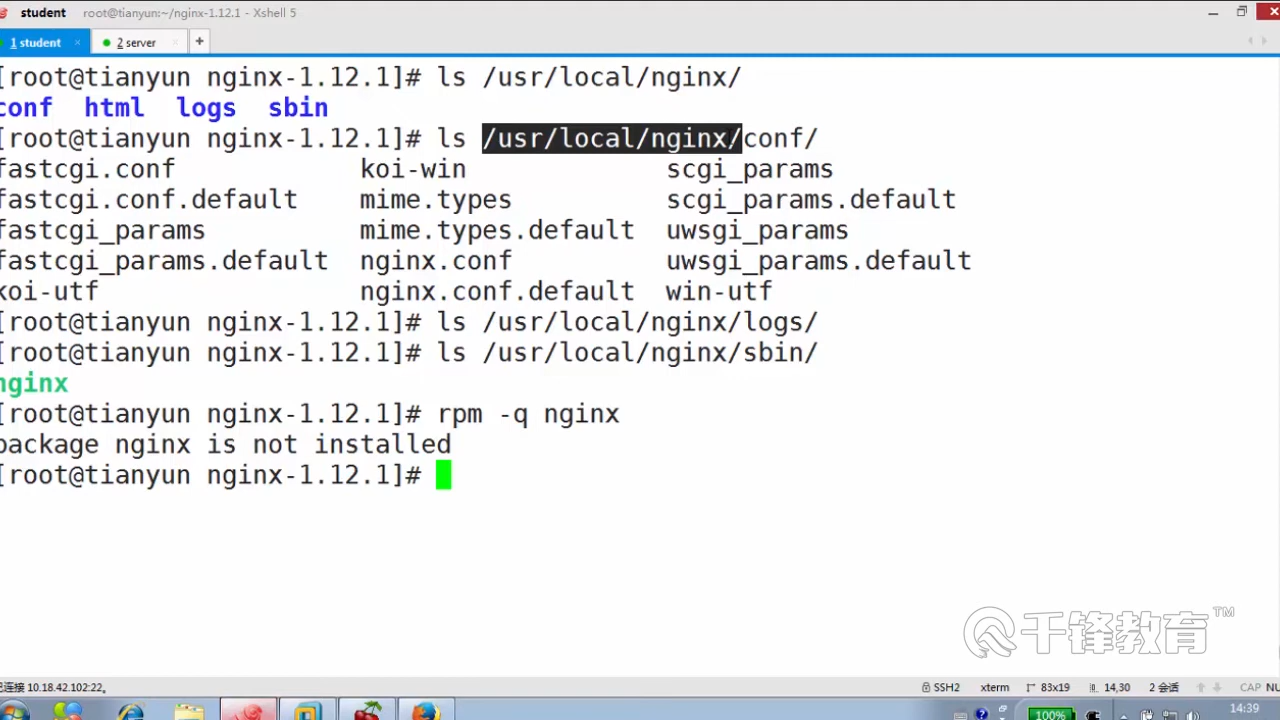 student root@tianyun:~/nginx-1.12.1 - Xshell 5
1 student × 2 server × +
[root@tianyun nginx-1.12.1]# ls /usr/local/nginx/
conf html logs sbin
[root@tianyun nginx-1.12.1]# ls /usr/local/nginx/conf/
fastcgi.conf koi-win scgi_params
fastcgi.conf.default mime.types scgi_params.default
fastcgi_params mime.types.default uwsgi_params
fastcgi_params.default nginx.conf uwsgi_params.default
koi-utf nginx.conf.default win-utf
[root@tianyun nginx-1.12.1]# ls /usr/local/nginx/logs/
[root@tianyun nginx-1.12.1]# ls /usr/local/nginx/sbin/
nginx
[root@tianyun nginx-1.12.1]# rpm -q nginx
package nginx is not installed
[root@tianyun nginx-1.12.1]#
千锋教育™
已连接 10.18.42.102:22。 SSH2 xterm 83x19 14,30 2 会话 CAP NU
100% 14:39